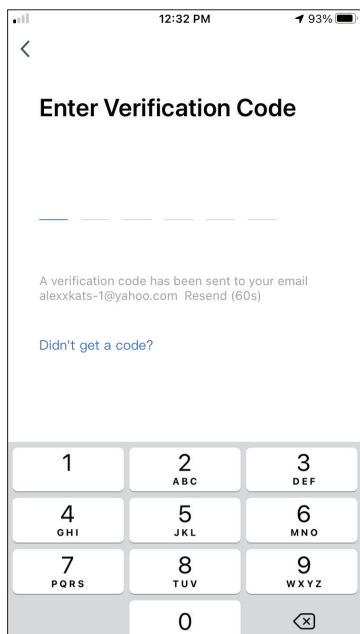 12:32 PM 93%
Enter Verification Code
A verification code has been sent to your email
alexxkats-1@yahoo.com Resend (60s)
Didn't get a code?
1 2 3
ABC DEF
4 5 6
GHI JKL MNO
7 8 9
PQRS TUV WXYZ
0